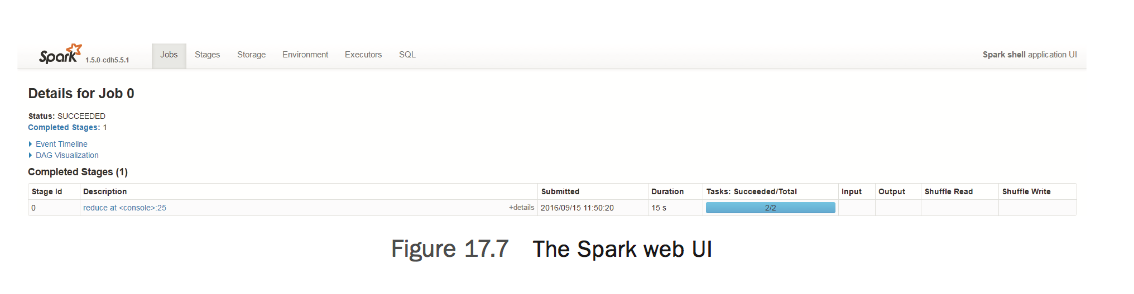 Spark 1.5.0-cdh5.5.1 Jobs Stages Storage Environment Executors SQL Spark shell application UI
Details for Job 0
Status: SUCCEEDED
Completed Stages: 1
Event Timeline
DAG Visualization
Completed Stages (1)
Stage Id Description Submitted Duration Tasks: Succeeded/Total Input Output Shuffle Read Shuffle Write
0 reduce at <console>:25 +details 2016/09/15 11:50:20 15 s 2/2
Figure 17.7 The Spark web UI